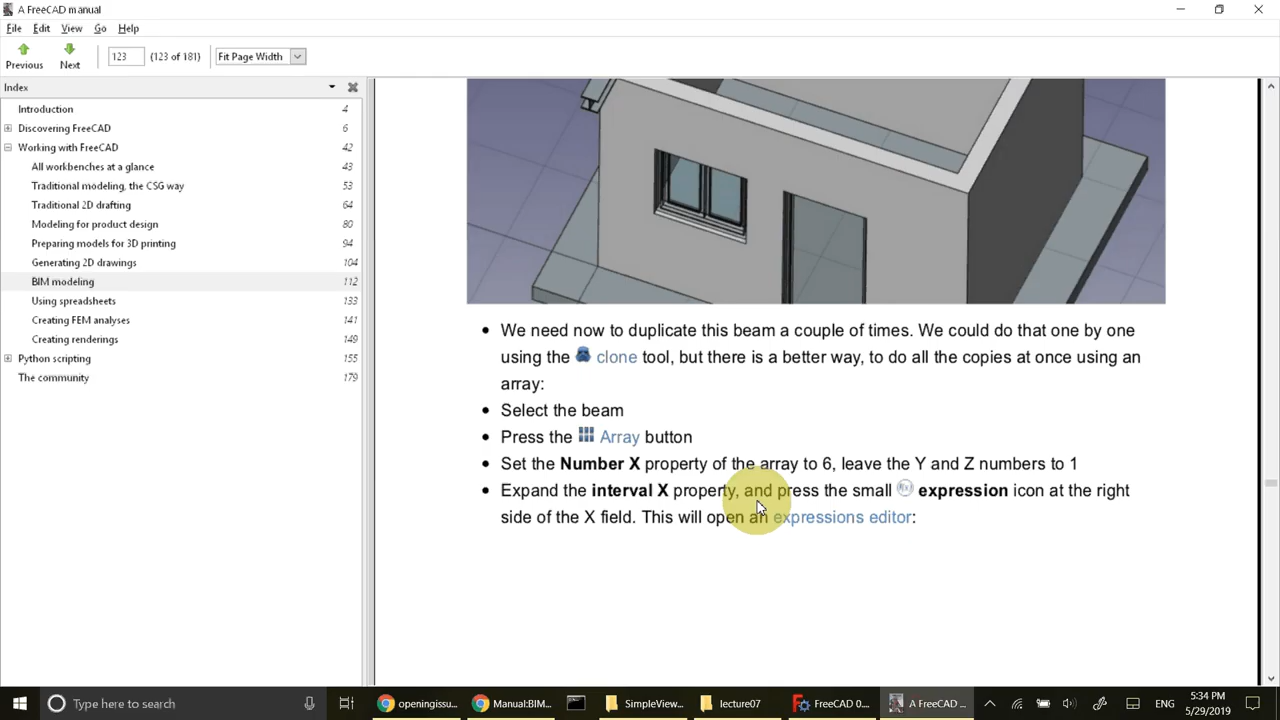 A FreeCAD manual
File Edit View Go Help
Previous Next 123 (123 of 181) Fit Page Width
Index
Introduction 4
Discovering FreeCAD 6
Working with FreeCAD 42
All workbenches at a glance 43
Traditional modeling, the CSG way 53
Traditional 2D drafting 64
Modeling for product design 80
Preparing models for 3D printing 94
Generating 2D drawings 104
BIM modeling 112
Using spreadsheets 133
Creating FEM analyses 141
Creating renderings 149
Python scripting 155
The community 179
• We need now to duplicate this beam a couple of times. We could do that one by one
using the clone tool, but there is a better way, to do all the copies at once using an
array:
• Select the beam
• Press the Array button
• Set the Number X property of the array to 6, leave the Y and Z numbers to 1
• Expand the interval X property, and press the small expression icon at the right
side of the X field. This will open an expressions editor:
Type here to search
openingissu...
Manual:BIM...
SimpleView...
lecture07
FreeCAD 0....
A FreeCAD ...
ENG
5:34 PM
5/29/2019